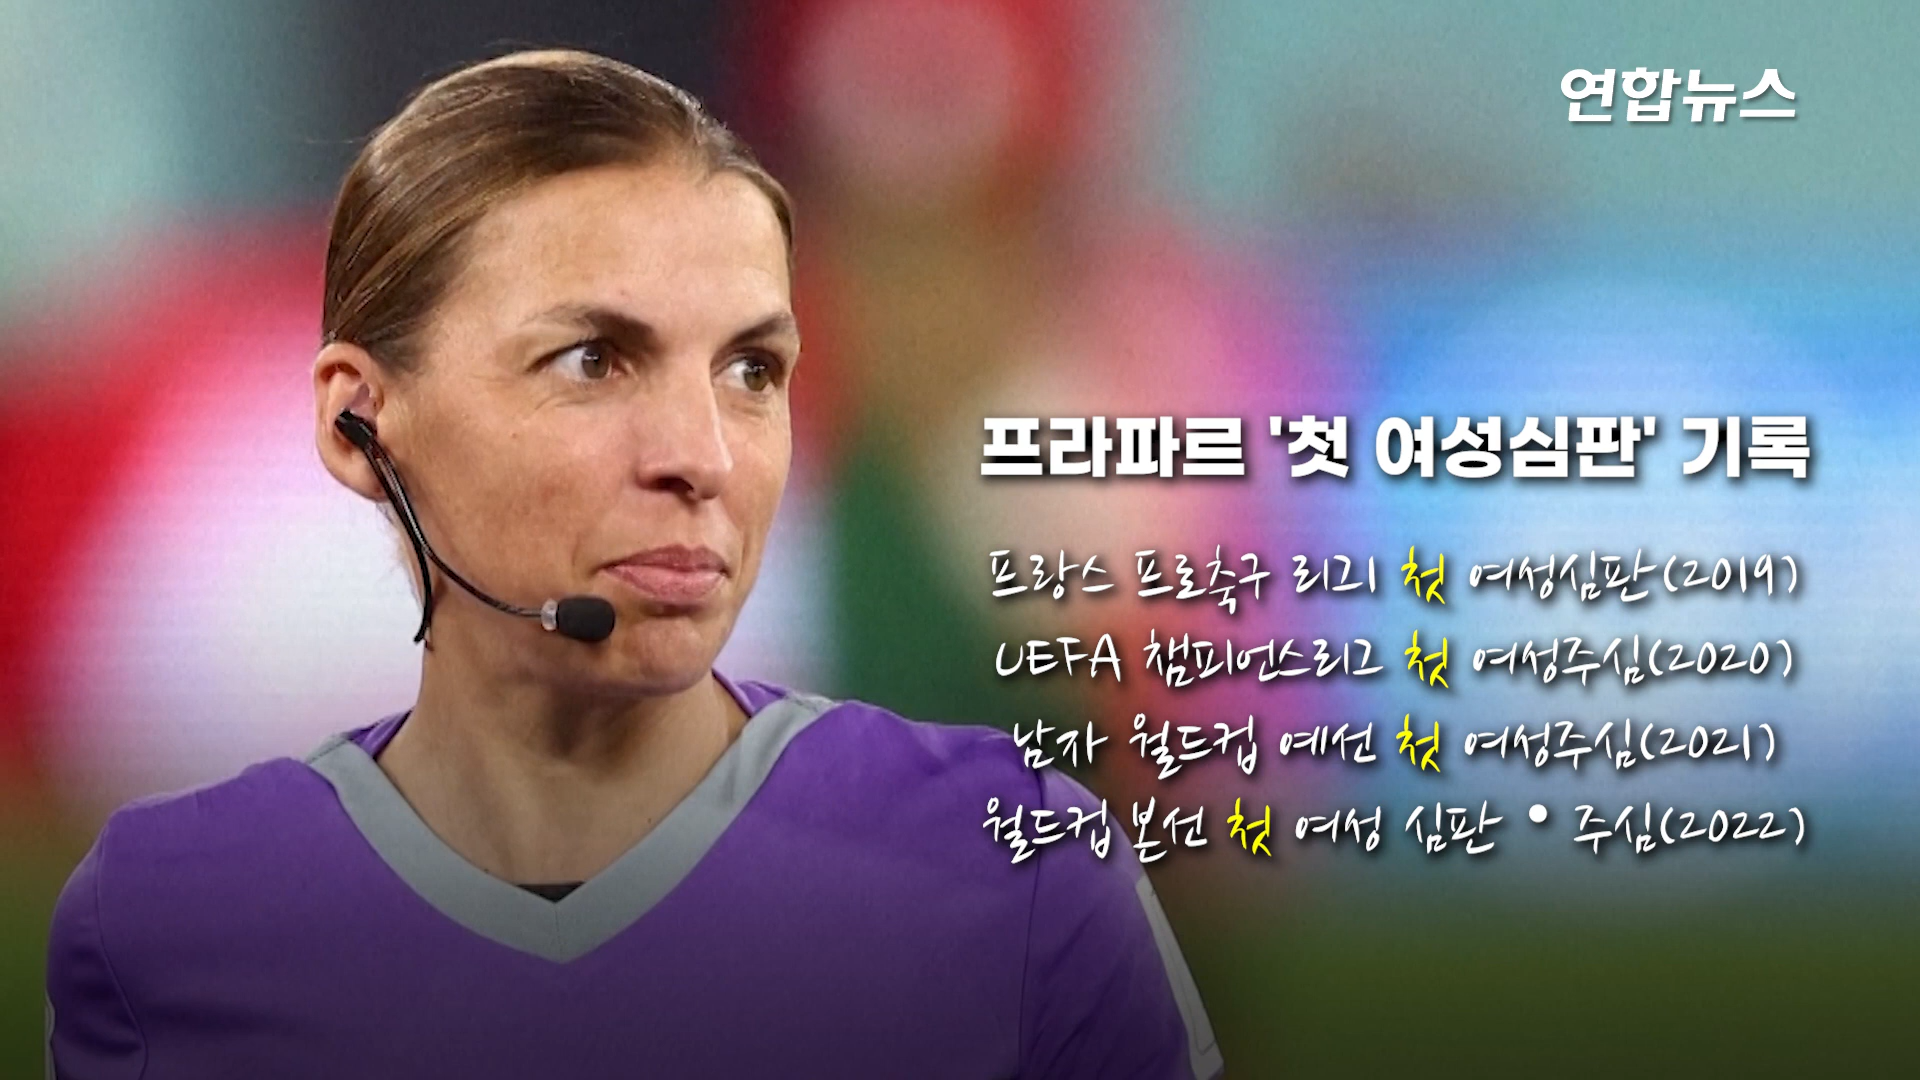 연합뉴스
프라파르 '첫 여성심판' 기록
프랑스 프로축구 리그1 첫 여성심판(2019)
UEFA 챔피언스리그 첫 여성주심(2020)
남자 월드컵 예선 첫 여성주심(2021)
월드컵 본선 첫 여성 심판 • 주심(2022)